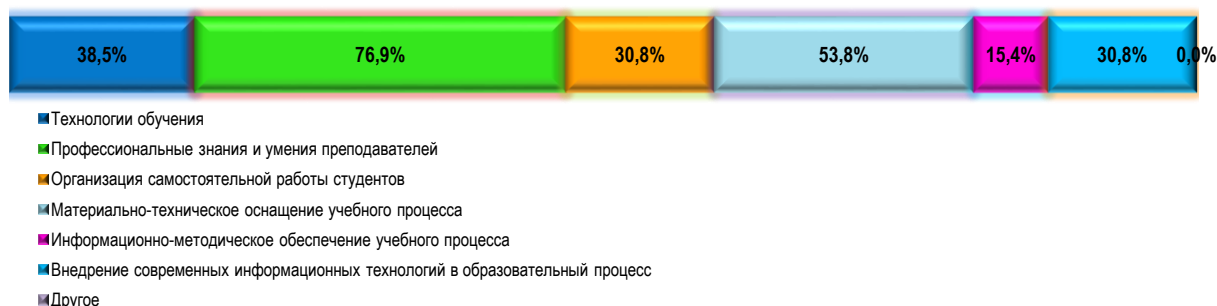 38,5% 76,9% 30,8% 53,8% 15,4% 30,8% 0,0%
Технологии обучения
Профессиональные знания и умения преподавателей
Организация самостоятельной работы студентов
Материально-техническое оснащение учебного процесса
Информационно-методическое обеспечение учебного процесса
Внедрение современных информационных технологий в образовательный процесс
Другое